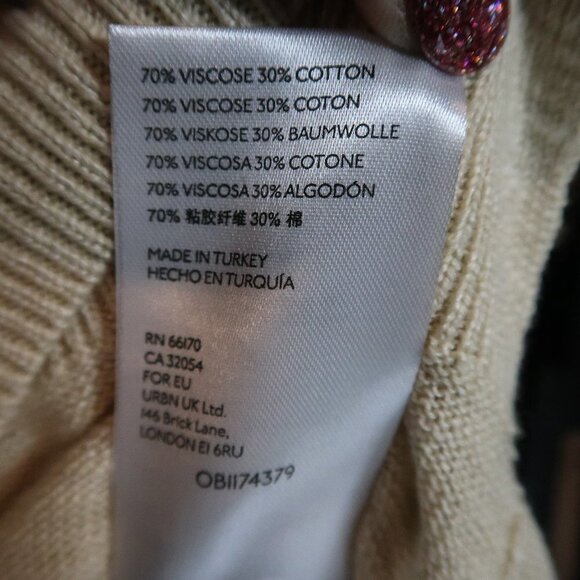 70% VISCOSE 30% COTTON
70% VISCOSE 30% COTON
70% VISKOSE 30% BAUMWOLLE
70% VISCOSA 30% COTONE
70% VISCOSA 30% ALGODÓN
70% 粘胶纤维 30% 棉
MADE IN TURKEY
HECHO EN TURQUÍA
RN 66170
CA 32054
FOR EU
URBN UK Ltd.
146 Brick Lane,
LONDON E1 6RU
OB1174379